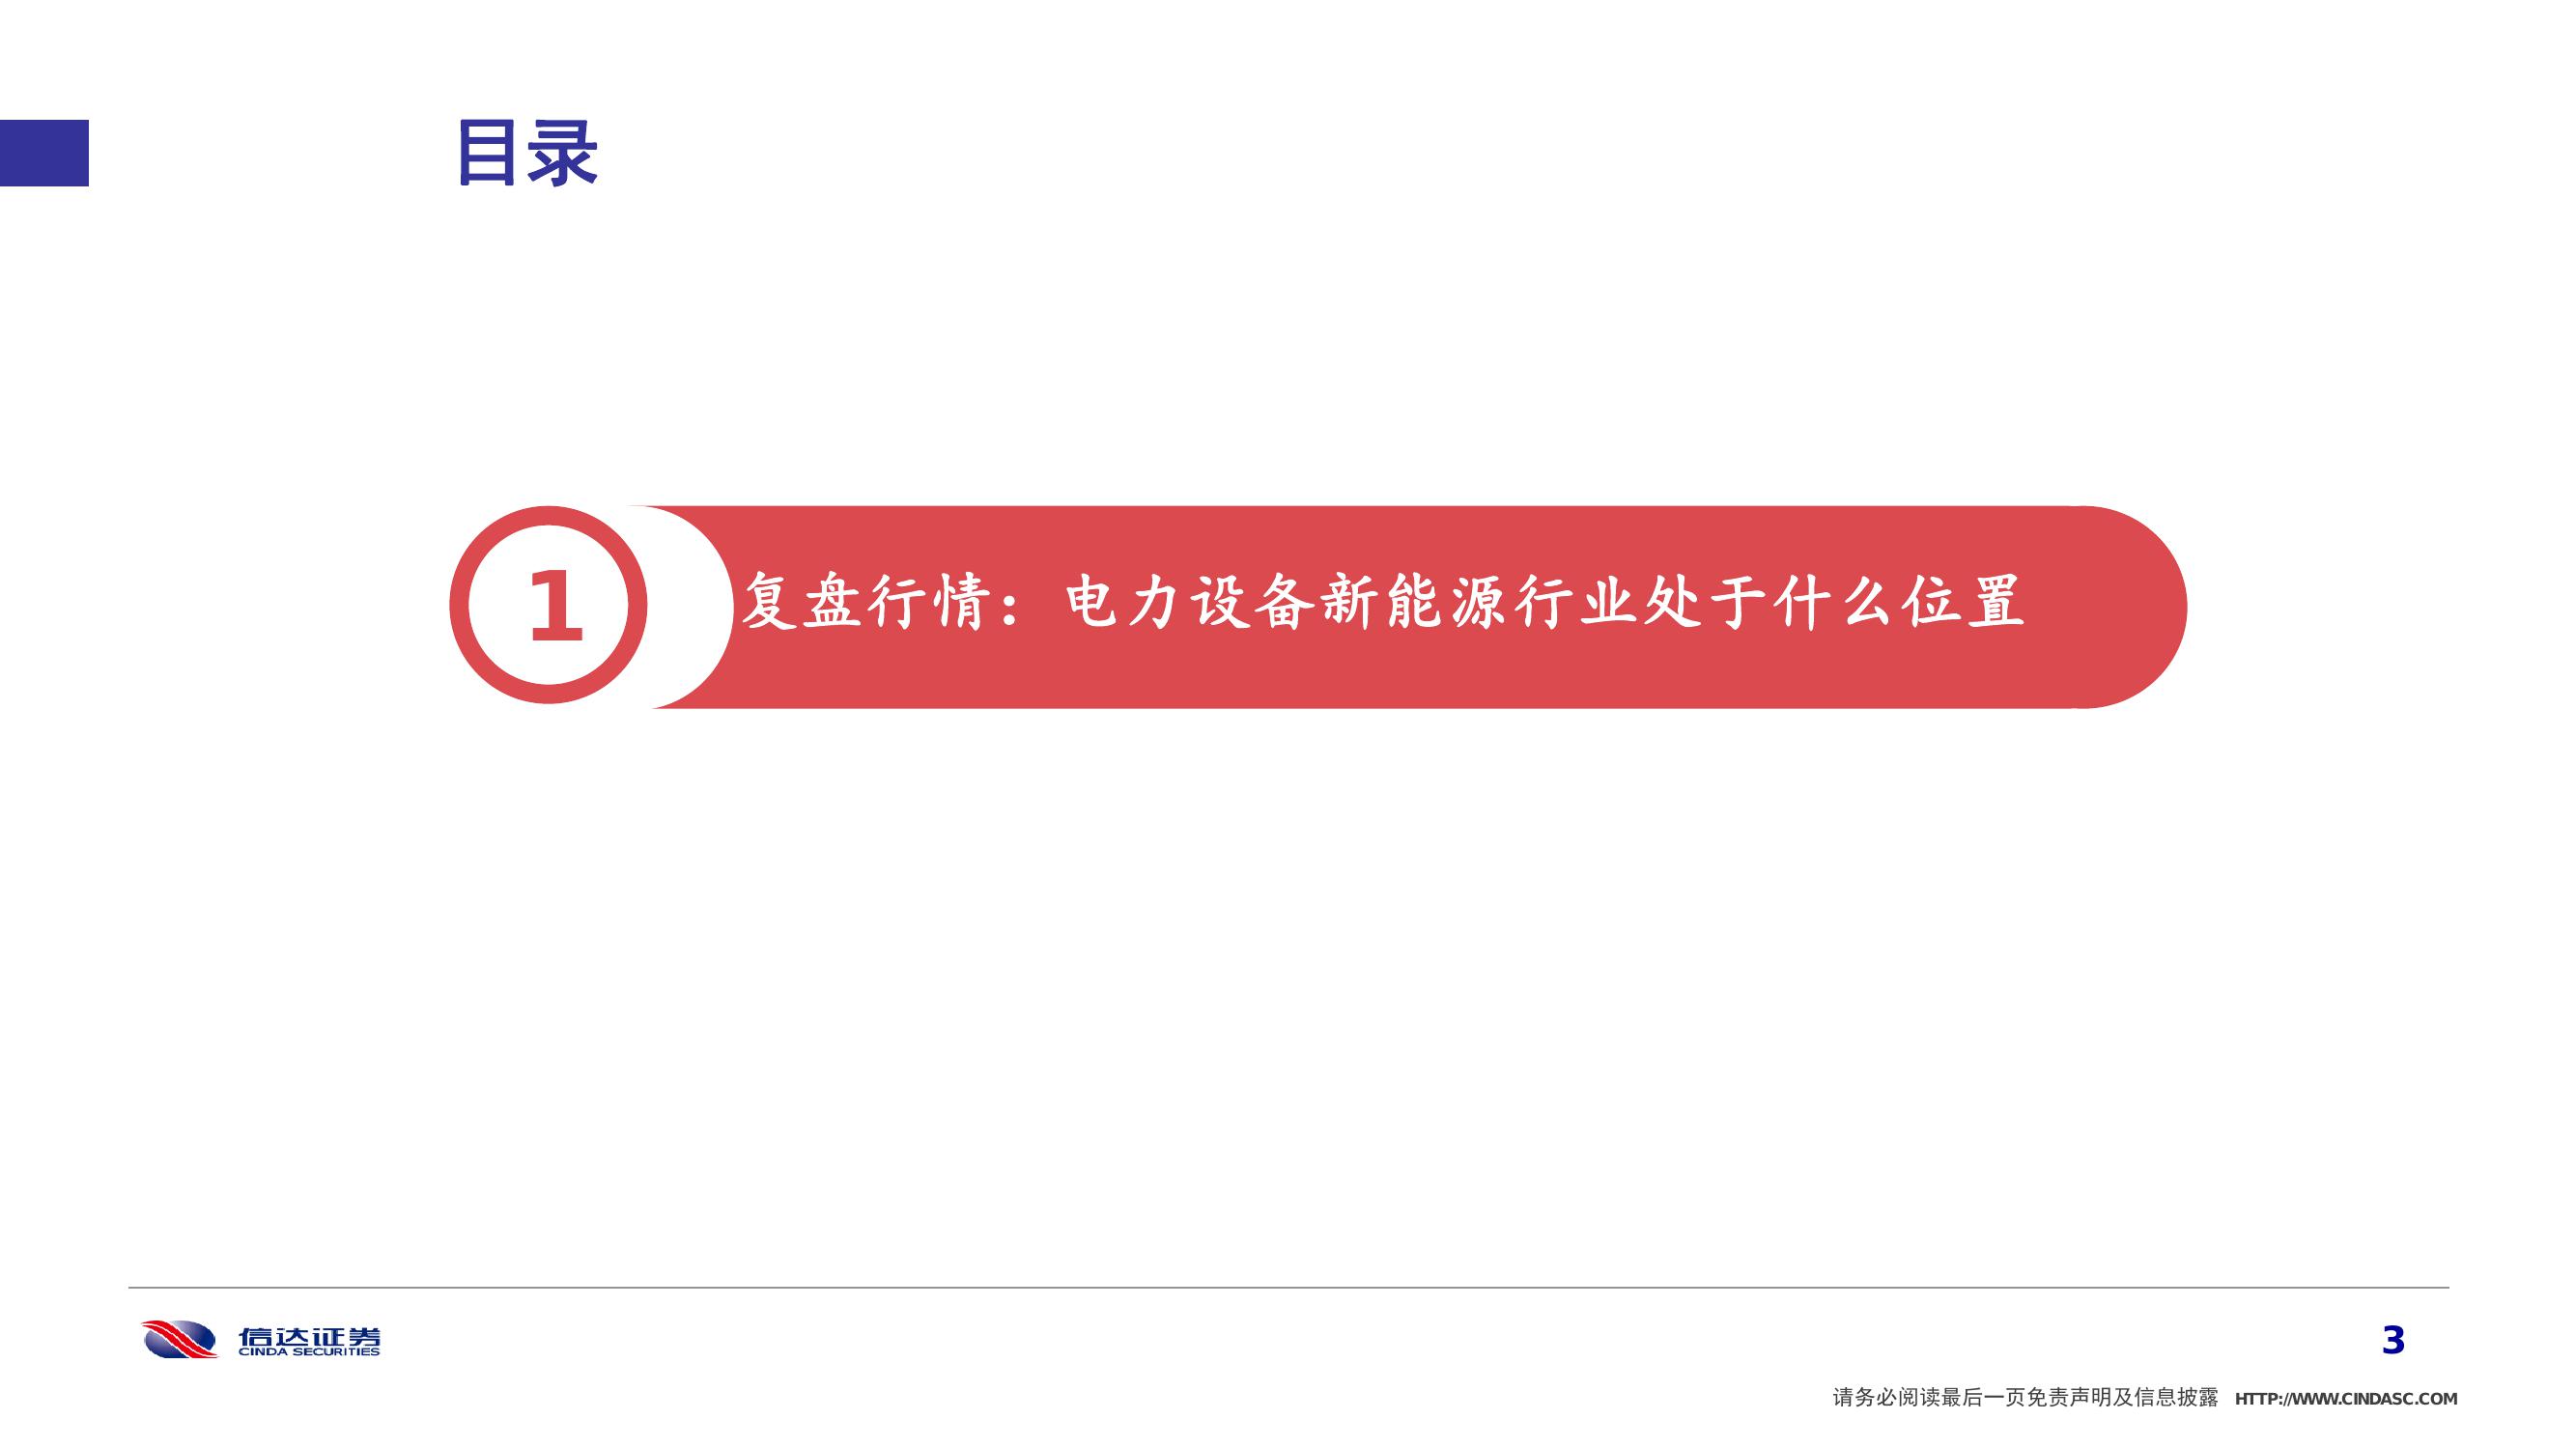 目录
1
复盘行情：电力设备新能源行业处于什么位置
信达证券
CINDA SECURITIES
3
请务必阅读最后一页免责声明及信息披露 HTTP://WWW.CINDASC.COM